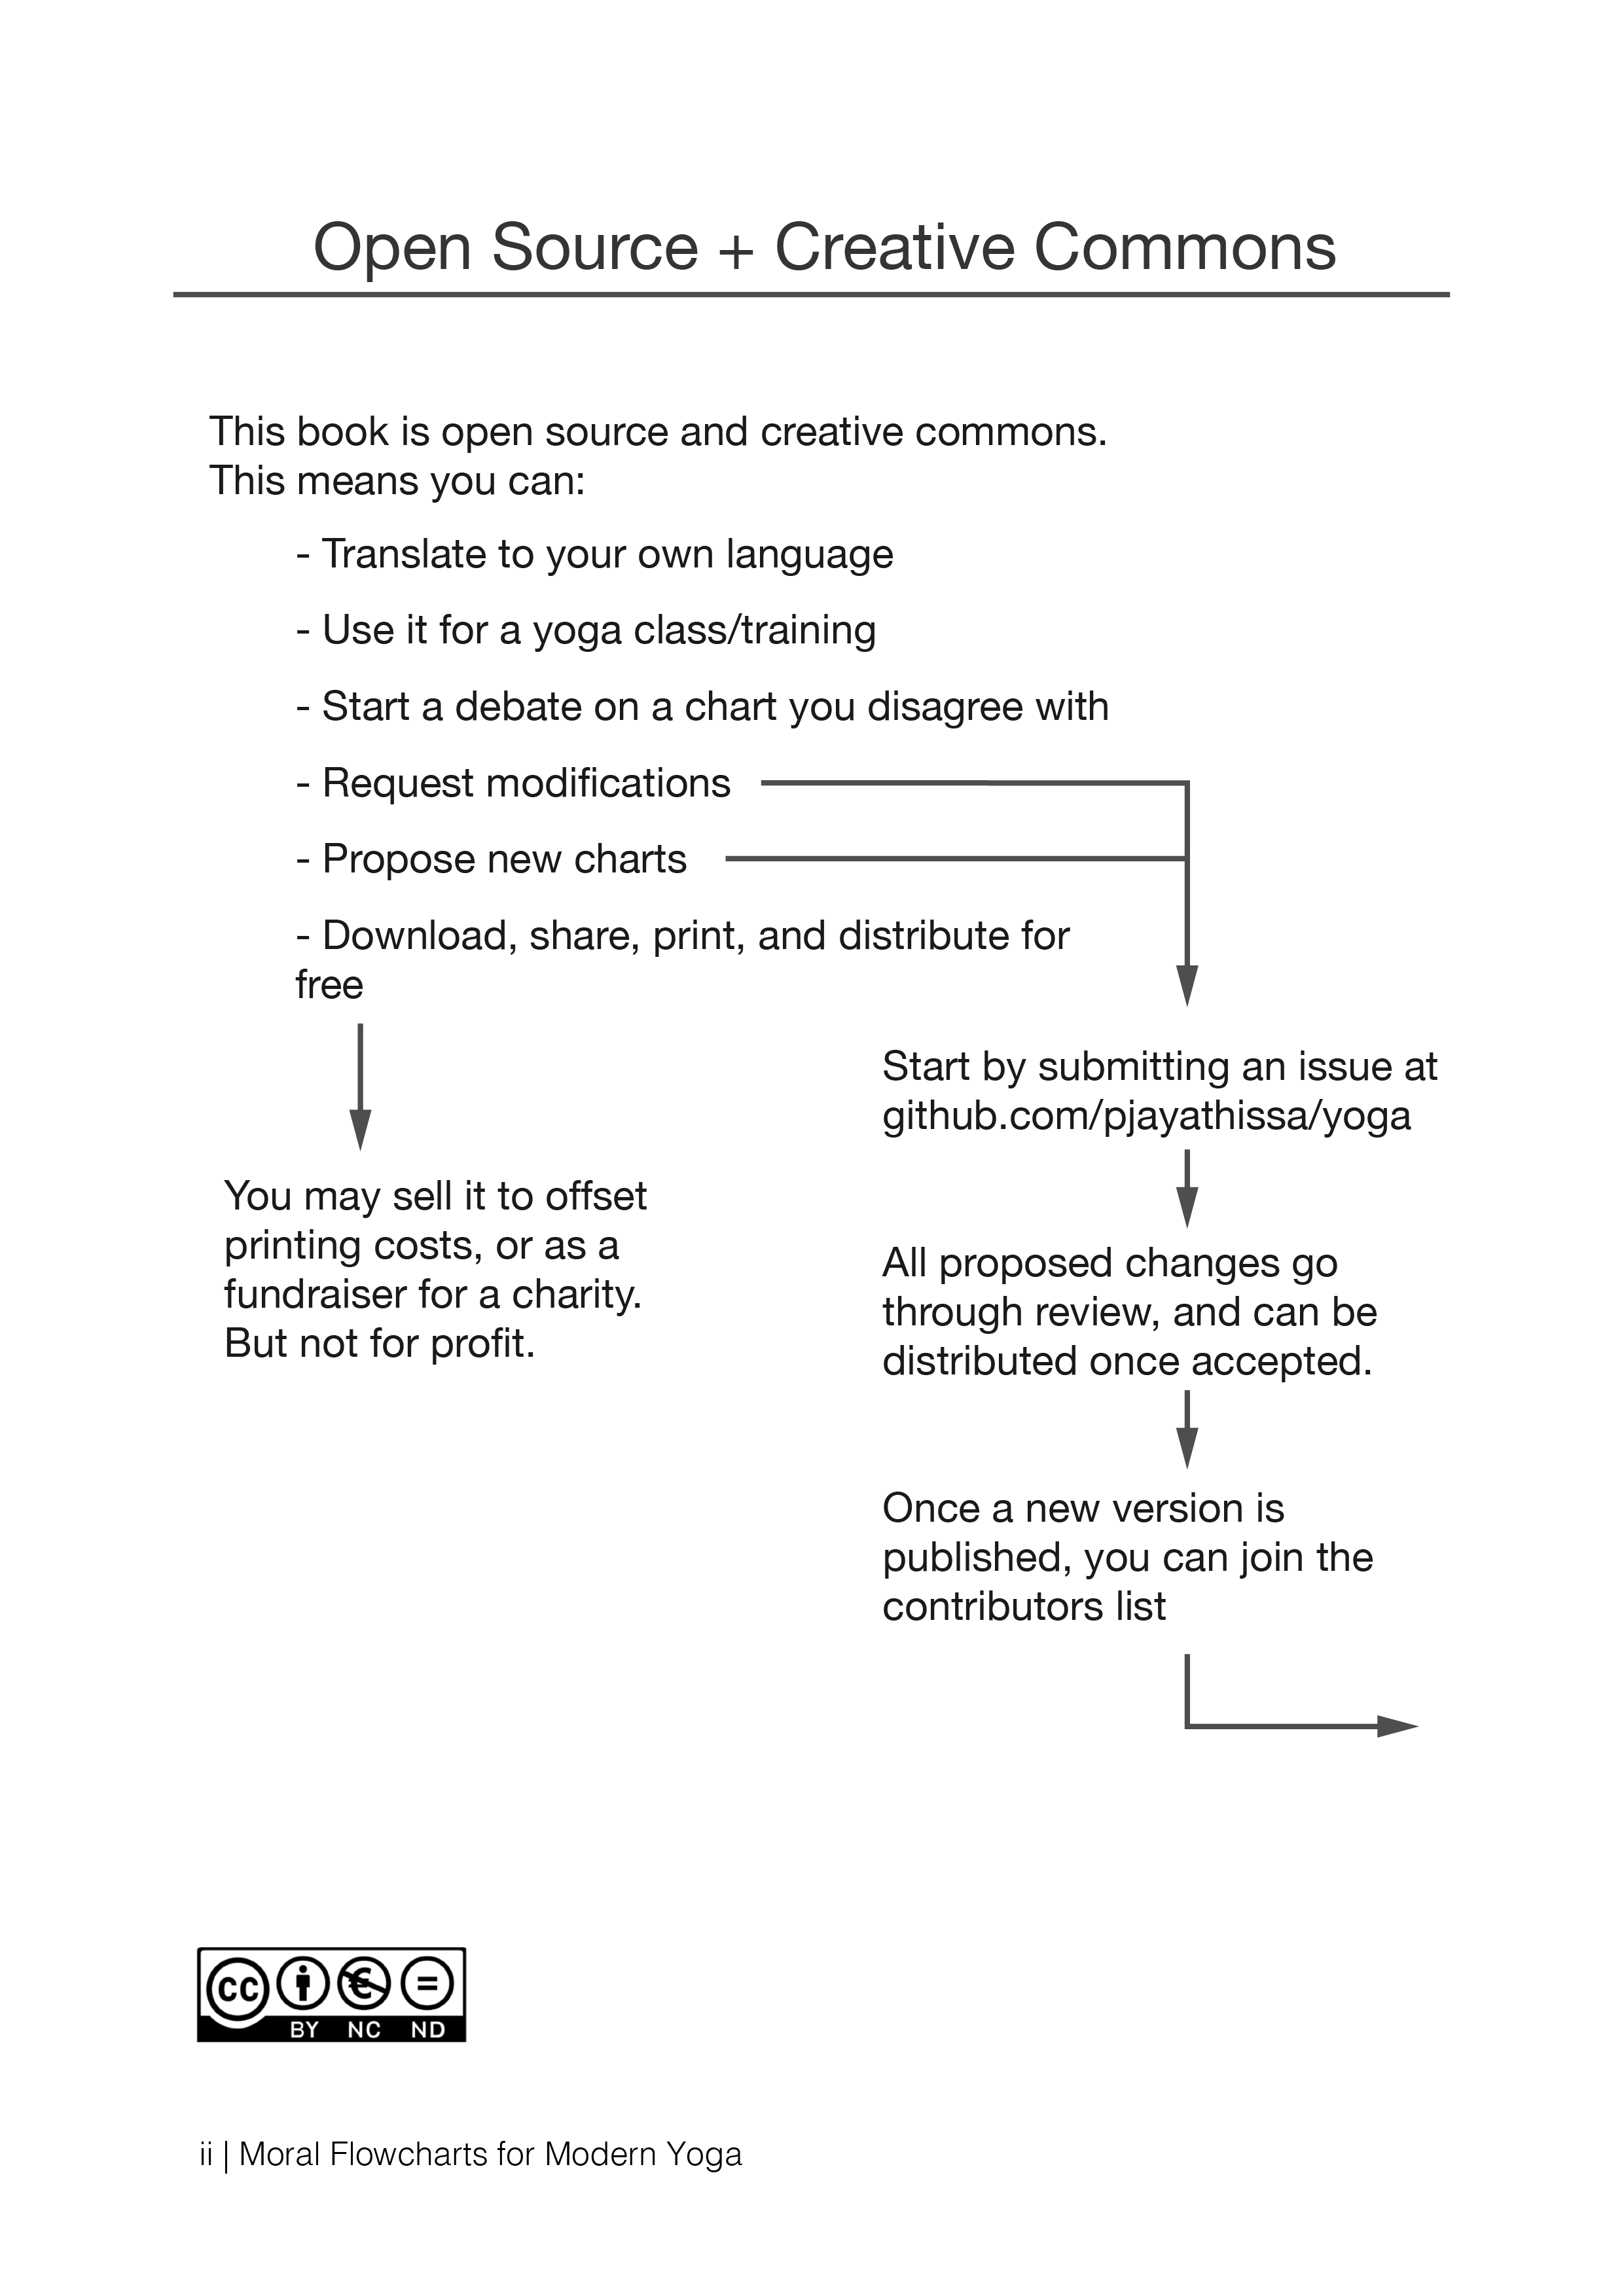 Open Source + Creative Commons
This book is open source and creative commons.
This means you can:
- Translate to your own language
- Use it for a yoga class/training
- Start a debate on a chart you disagree with
- Request modifications
- Propose new charts
- Download, share, print, and distribute for
free
You may sell it to offset
printing costs, or as a
fundraiser for a charity.
But not for profit.
Start by submitting an issue at
github.com/pjayathissa/yoga
All proposed changes go
through review, and can be
distributed once accepted.
Once a new version is
published, you can join the
contributors list
cc € =
BY NC ND
ii | Moral Flowcharts for Modern Yoga